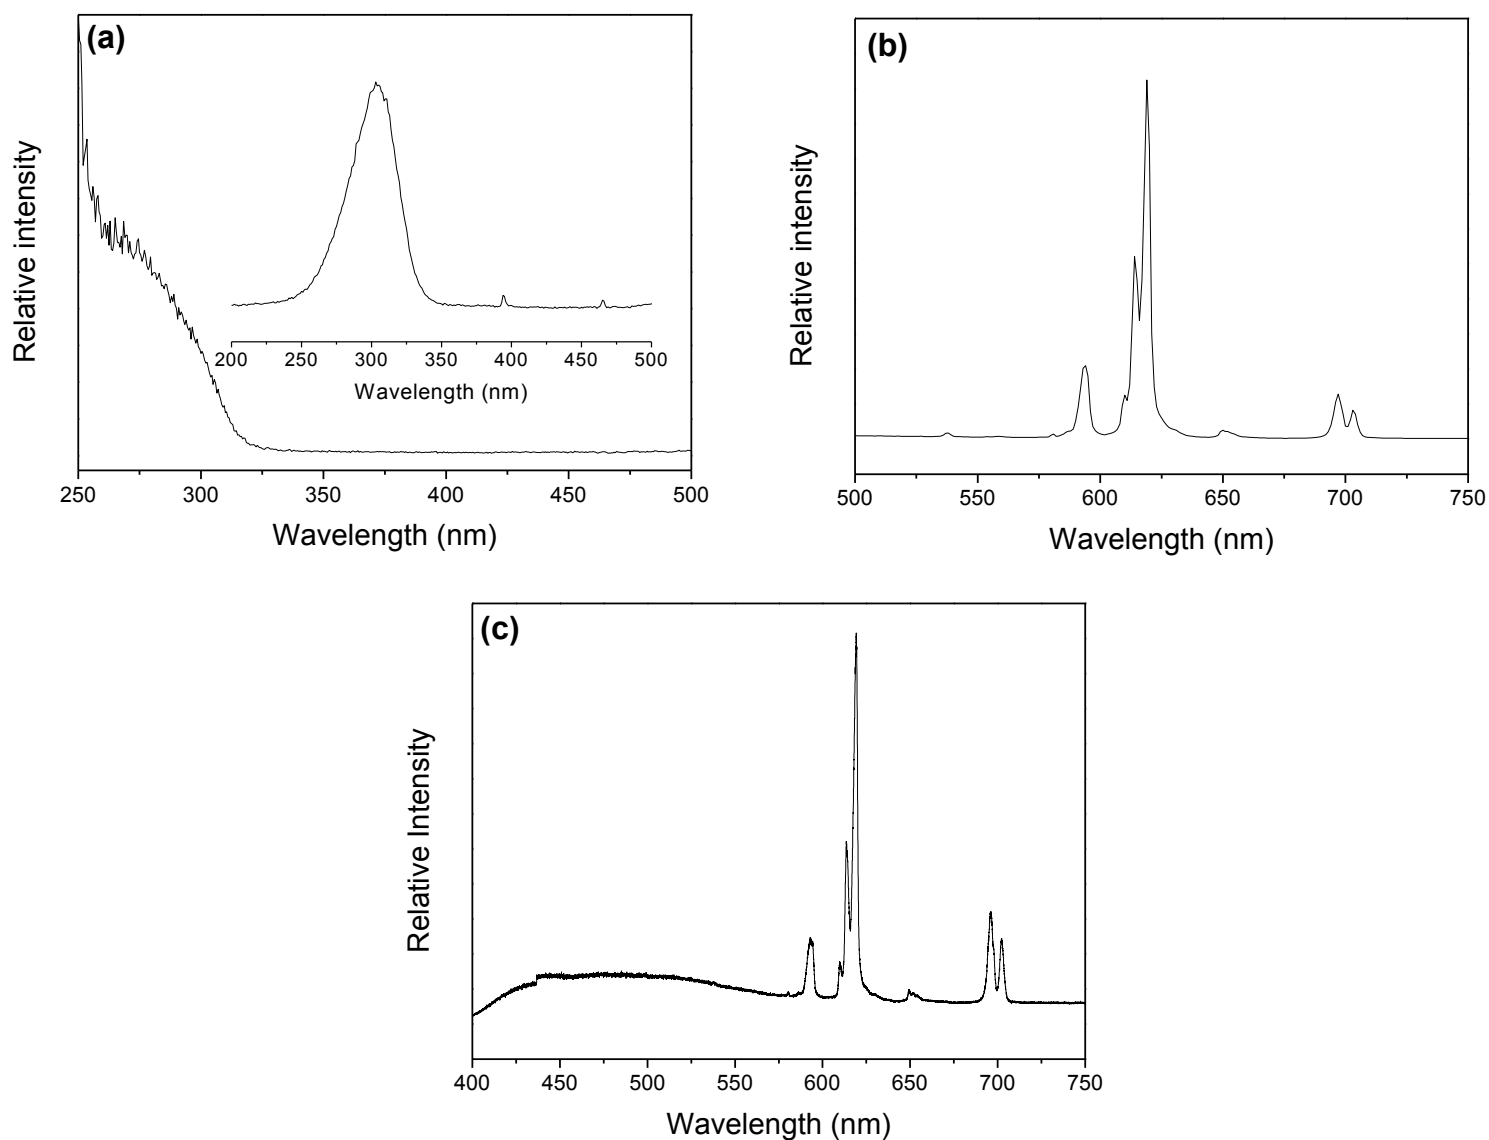 (a)
Relative intensity
200 250 300 350 400 450 500
Wavelength (nm)
250 300 350 400 450 500
Wavelength (nm)
(b)
Relative intensity
500 550 600 650 700 750
Wavelength (nm)
(c)
Relative Intensity
400 450 500 550 600 650 700 750
Wavelength (nm)